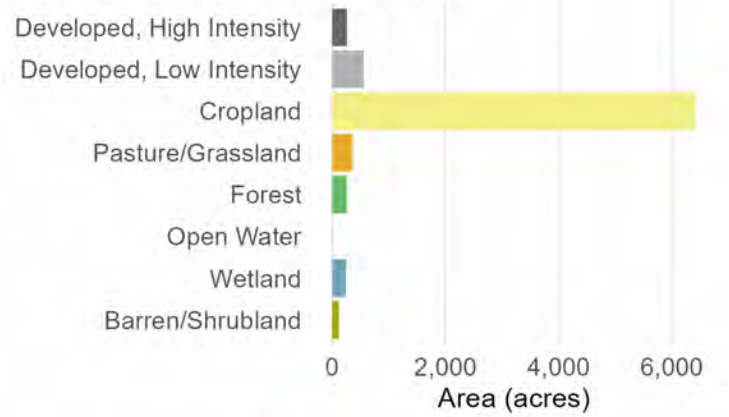 Developed, High Intensity
Developed, Low Intensity
Cropland
Pasture/Grassland
Forest
Open Water
Wetland
Barren/Shrubland
0 2,000 4,000 6,000
Area (acres)